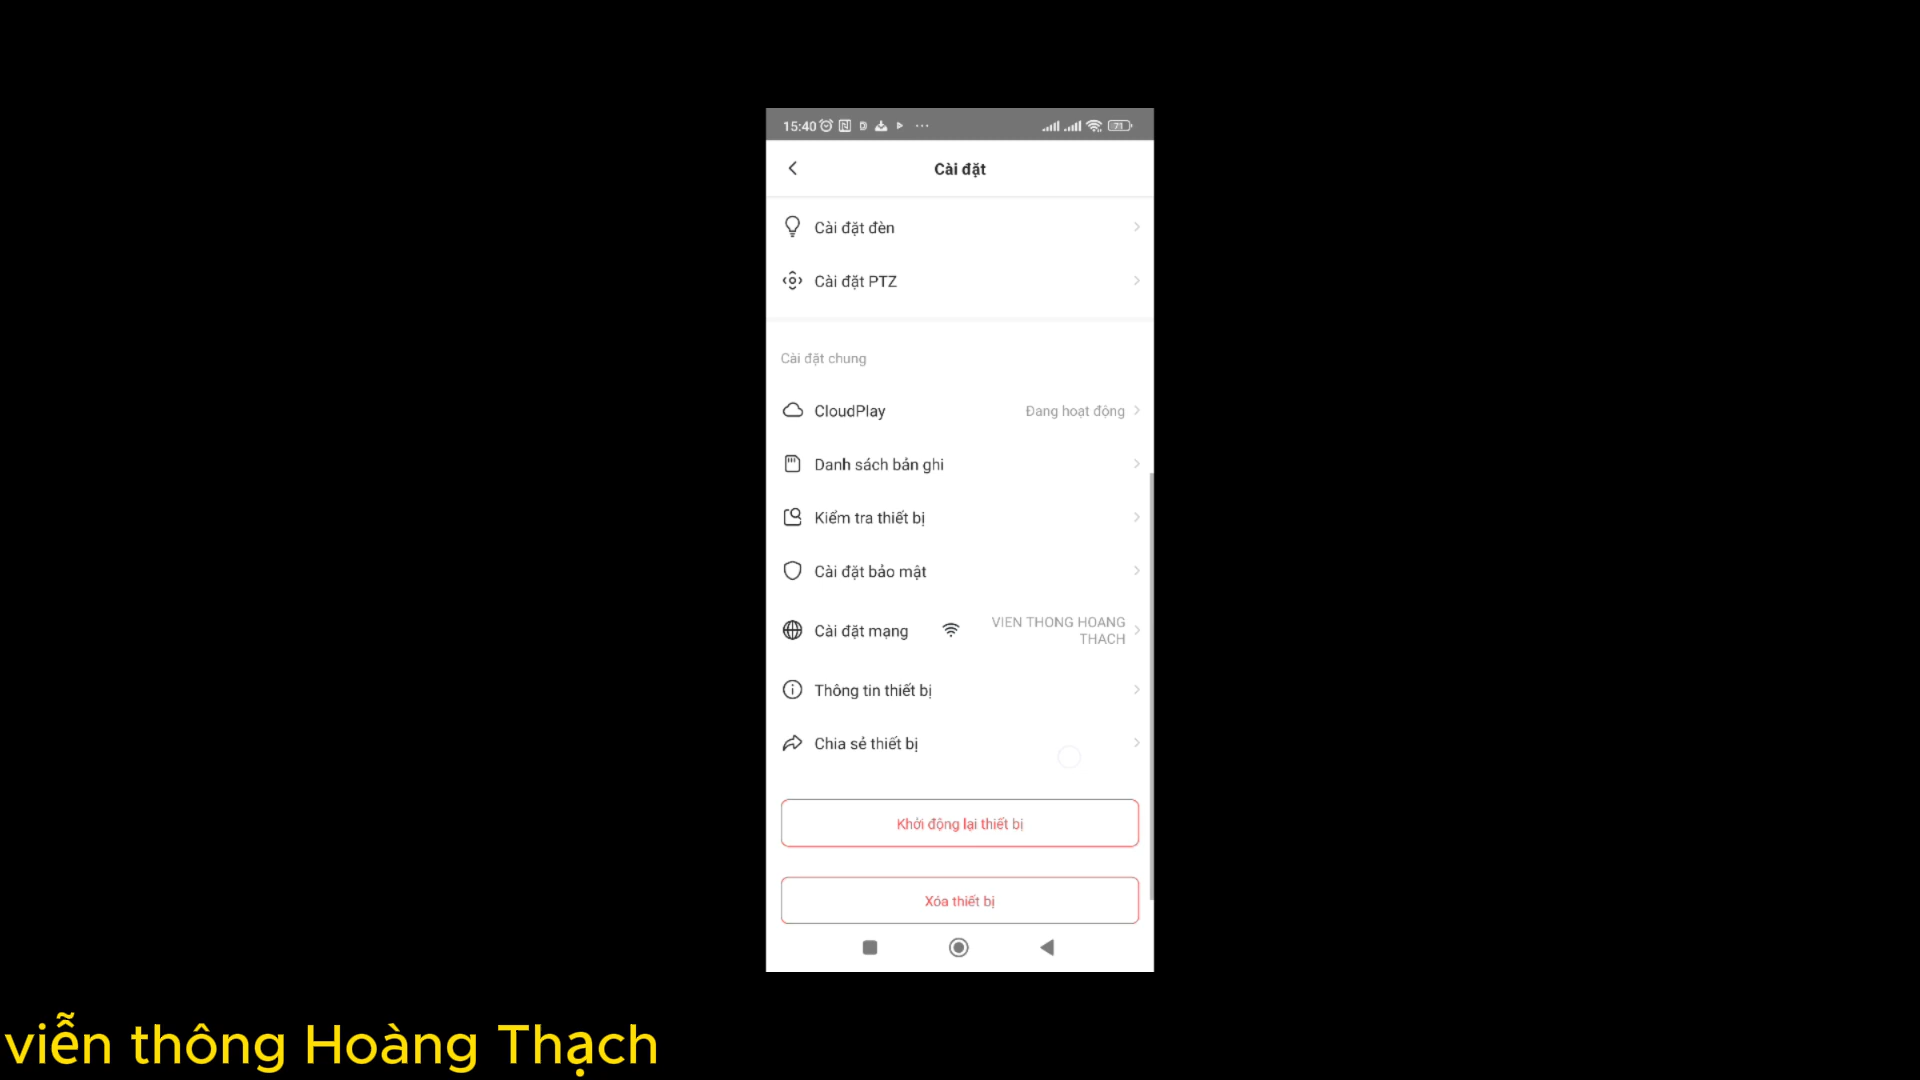 15:40
71
Cài đặt
Cài đặt đèn
Cài đặt PTZ
Cài đặt chung
CloudPlay
Đang hoạt động
Danh sách bản ghi
Kiểm tra thiết bị
Cài đặt bảo mật
Cài đặt mạng
VIEN THONG HOANG
THACH
Thông tin thiết bị
Chia sẻ thiết bị
Khởi động lại thiết bị
Xóa thiết bị
viễn thông Hoàng Thạch